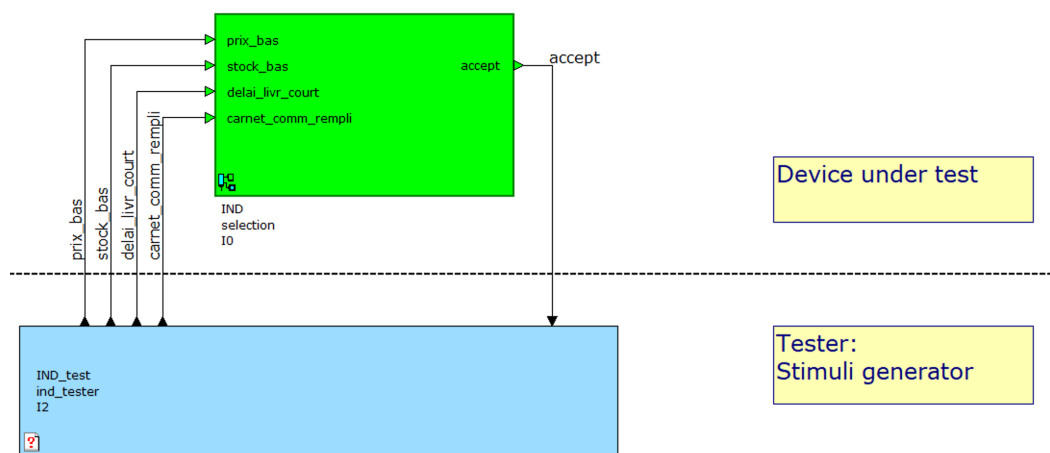 prix_bas
stock_bas
delai_livr_court
carnet_comm_rempli
accept
accept
IND
selection
I0
prix_bas
stock_bas
delai_livr_court
carnet_comm_rempli
Device under test
Tester:
Stimuli generator
IND_test
ind_tester
I2
?